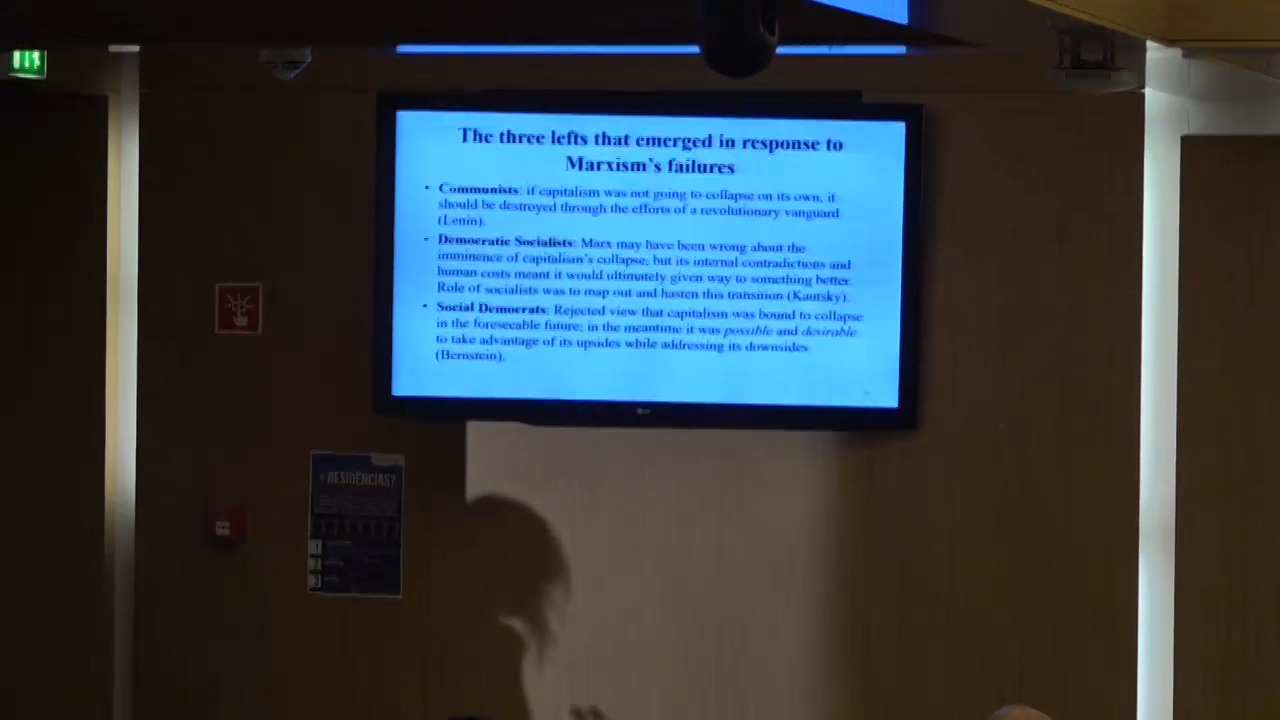 The three lefts that emerged in response to
Marxism's failures
• Communists: if capitalism was not going to collapse on its own, it
should be destroyed through the efforts of a revolutionary vanguard
(Lenin).
• Democratic Socialists: Marx may have been wrong about the
imminence of capitalism's collapse, but its internal contradictions and
human costs meant it would ultimately given way to something better.
Role of socialists was to map out and hasten this transition (Kautsky).
• Social Democrats: Rejected view that capitalism was bound to collapse
in the foreseeable future; in the meantime it was possible and desirable
to take advantage of its upsides while addressing its downsides
(Bernstein).
LG
+ RESIDÊNCIAS?
1
2
3